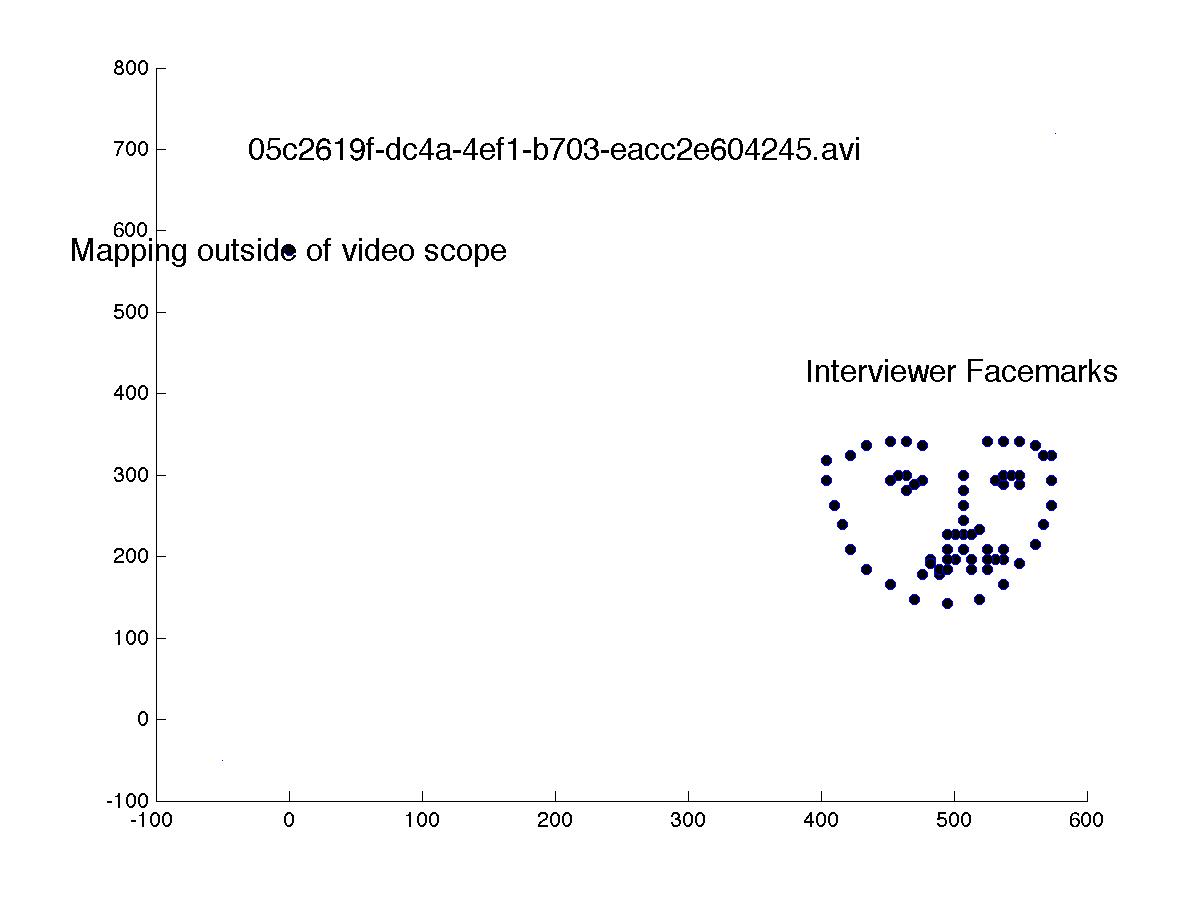 800
05c2619f-dc4a-4ef1-b703-eacc2e604245.avi
700
600
Mapping outside of video scope
500
Interviewer Facemarks
400
300
200
100
0
-100
-100 0 100 200 300 400 500 600